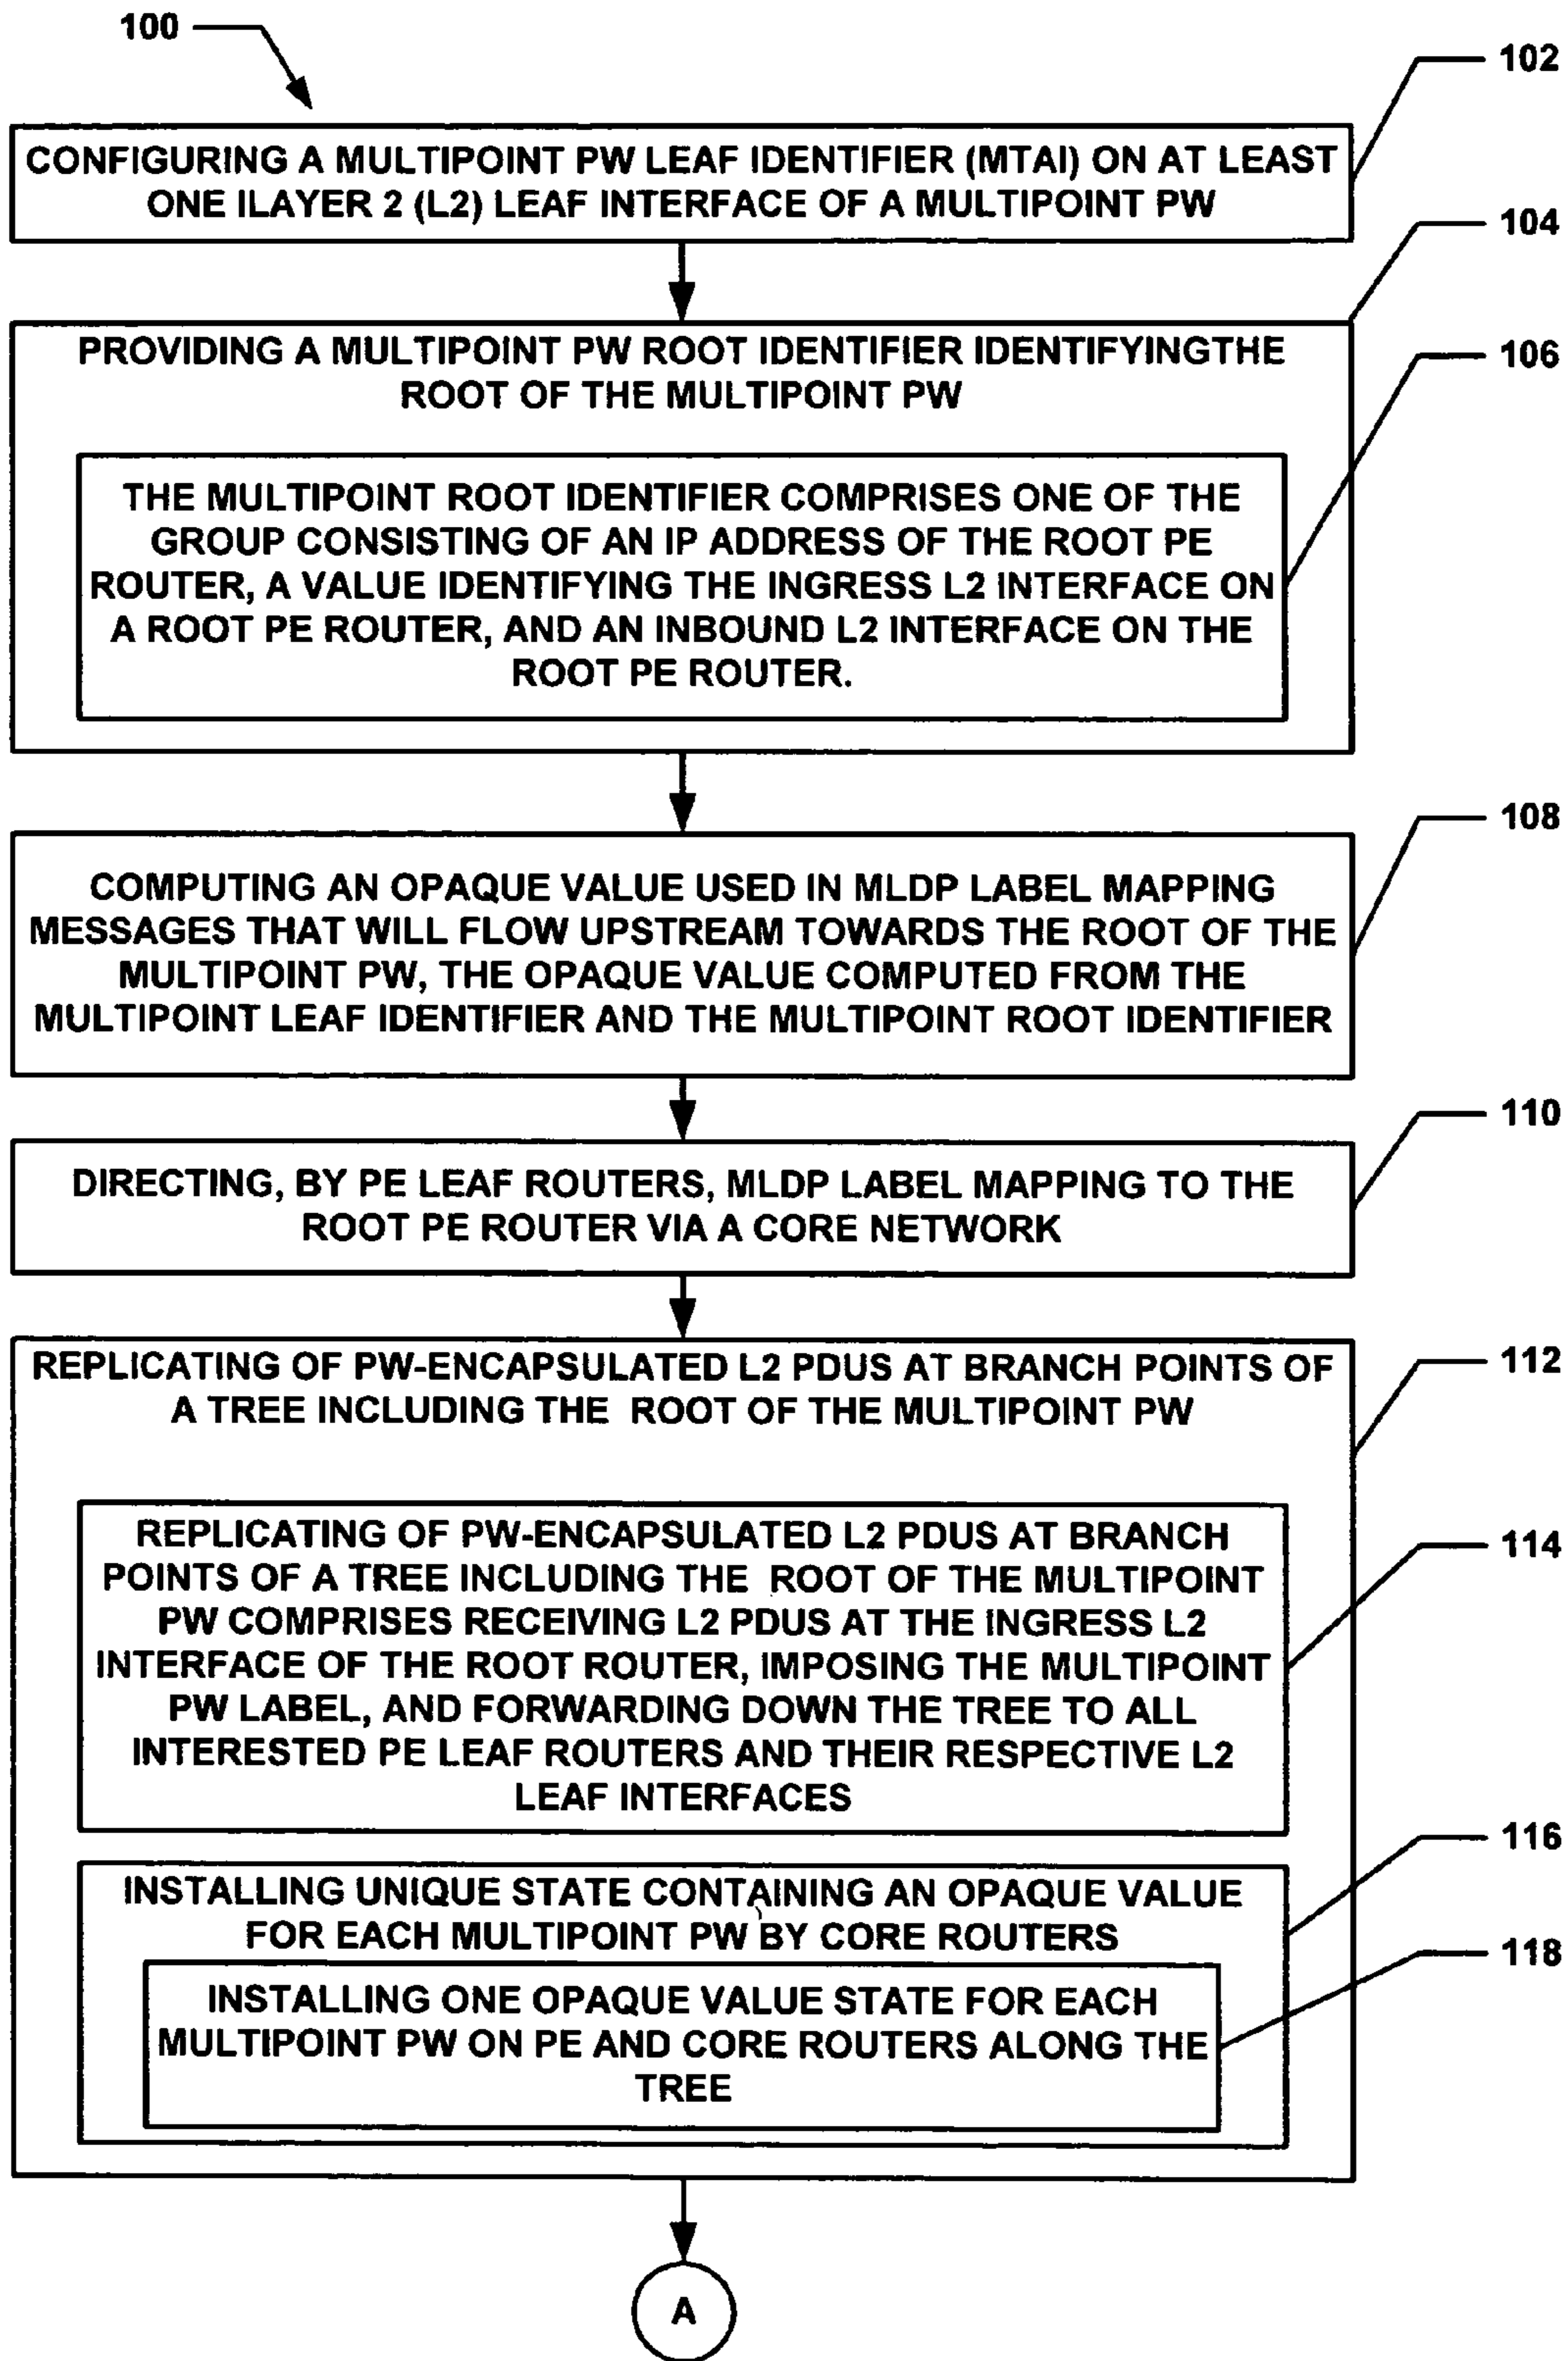 100
102
CONFIGURING A MULTIPOINT PW LEAF IDENTIFIER (MTAI) ON AT LEAST
ONE ILAYER 2 (L2) LEAF INTERFACE OF A MULTIPOINT PW
104
PROVIDING A MULTIPOINT PW ROOT IDENTIFIER IDENTIFYINGTHE
ROOT OF THE MULTIPOINT PW
106
THE MULTIPOINT ROOT IDENTIFIER COMPRISES ONE OF THE
GROUP CONSISTING OF AN IP ADDRESS OF THE ROOT PE
ROUTER, A VALUE IDENTIFYING THE INGRESS L2 INTERFACE ON
A ROOT PE ROUTER, AND AN INBOUND L2 INTERFACE ON THE
ROOT PE ROUTER.
108
COMPUTING AN OPAQUE VALUE USED IN MLDP LABEL MAPPING
MESSAGES THAT WILL FLOW UPSTREAM TOWARDS THE ROOT OF THE
MULTIPOINT PW, THE OPAQUE VALUE COMPUTED FROM THE
MULTIPOINT LEAF IDENTIFIER AND THE MULTIPOINT ROOT IDENTIFIER
110
DIRECTING, BY PE LEAF ROUTERS, MLDP LABEL MAPPING TO THE
ROOT PE ROUTER VIA A CORE NETWORK
112
REPLICATING OF PW-ENCAPSULATED L2 PDUS AT BRANCH POINTS OF
A TREE INCLUDING THE ROOT OF THE MULTIPOINT PW
114
REPLICATING OF PW-ENCAPSULATED L2 PDUS AT BRANCH
POINTS OF A TREE INCLUDING THE ROOT OF THE MULTIPOINT
PW COMPRISES RECEIVING L2 PDUS AT THE INGRESS L2
INTERFACE OF THE ROOT ROUTER, IMPOSING THE MULTIPOINT
PW LABEL, AND FORWARDING DOWN THE TREE TO ALL
INTERESTED PE LEAF ROUTERS AND THEIR RESPECTIVE L2
LEAF INTERFACES
116
INSTALLING UNIQUE STATE CONTAINING AN OPAQUE VALUE
FOR EACH MULTIPOINT PW BY CORE ROUTERS
118
INSTALLING ONE OPAQUE VALUE STATE FOR EACH
MULTIPOINT PW ON PE AND CORE ROUTERS ALONG THE
TREE
A